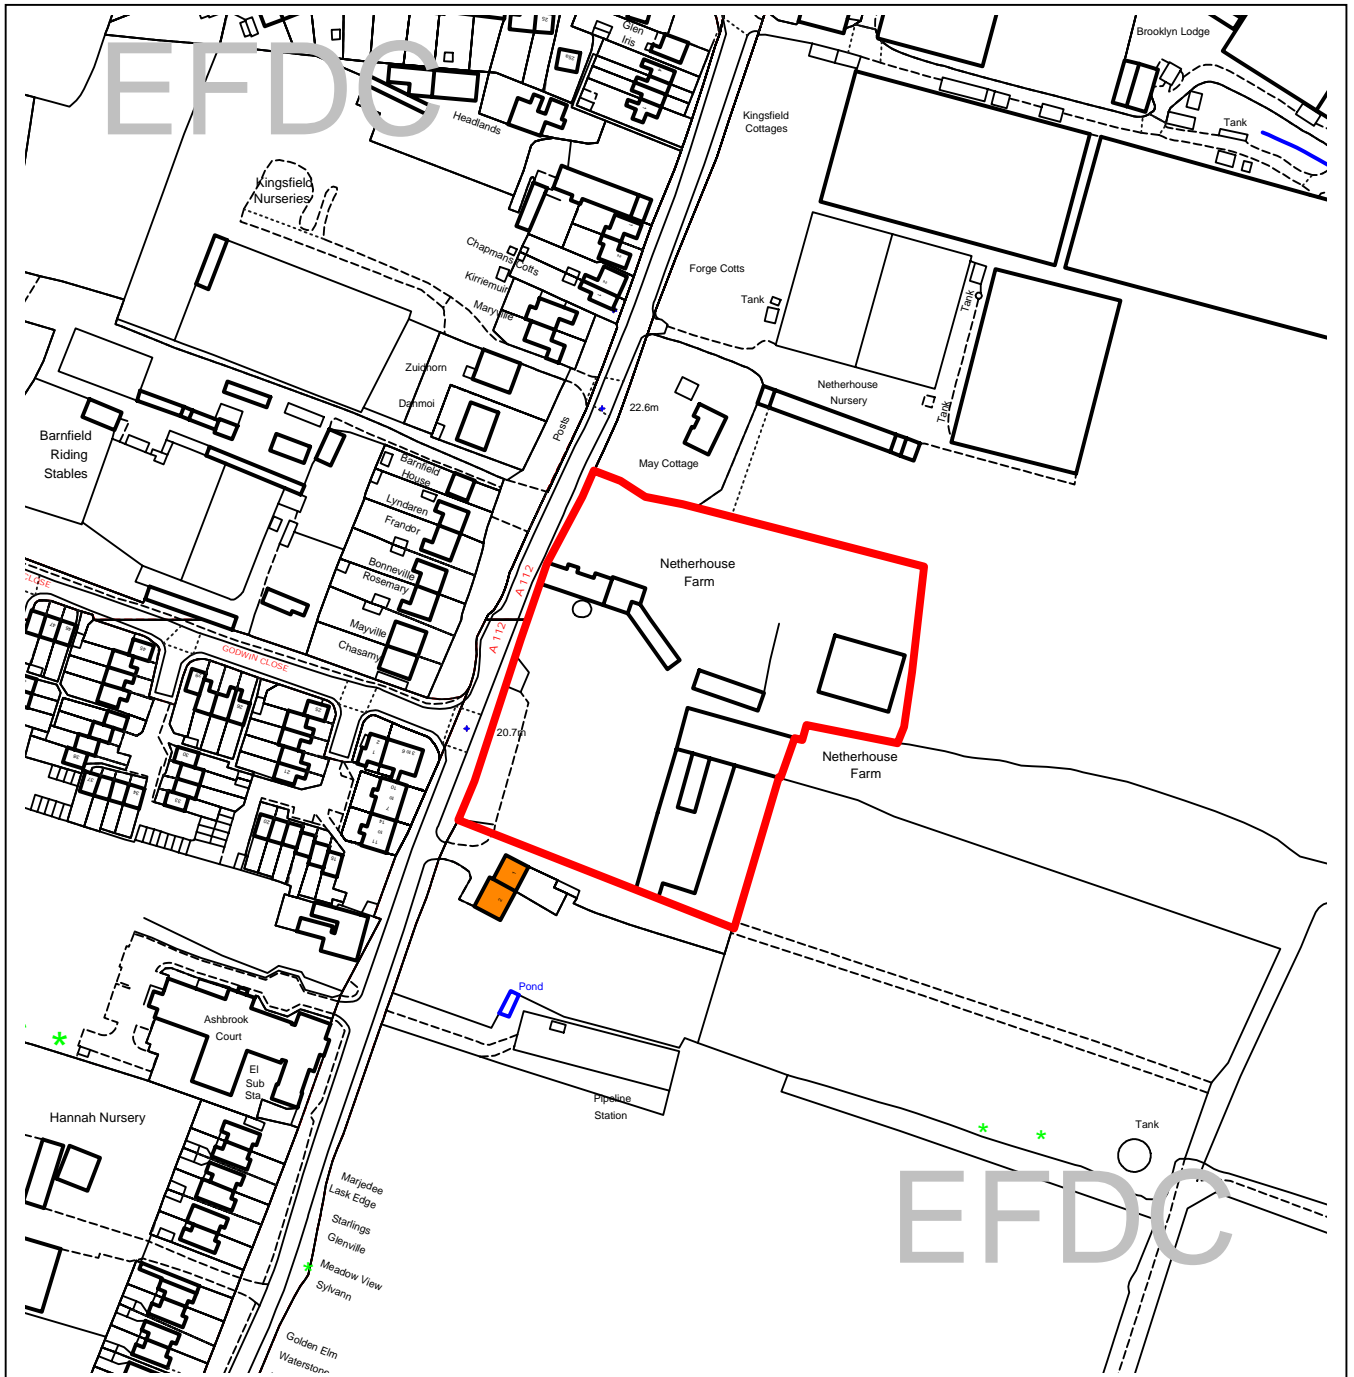 EFDC
Glen
Iris
Brooklyn Lodge
Headlands
Kingsfield
Cottages
Tank
Kingsfield
Nurseries
Chapmans Cotts
Kirriemuir
Maryville
Forge Cotts
Tank
Tank
Zuidhorn
Danmoi
Posts
22.6m
Netherhouse
Nursery
Tank
Barnfield
Riding
Stables
Barnfield
House
Lyndaren
Frandor
May Cottage
Bonneville
Rosemary
A 112
Netherhouse
Farm
CLOSE
Mayville
Chasamy
A 112
GODWIN CLOSE
20.7m
Netherhouse
Farm
Pond
Ashbrook
Court
El
Sub
Sta
Pipeline
Station
Hannah Nursery
Tank
Marjedee
Lask Edge
Starlings
Glenville
Meadow View
Sylvann
EFDC
Golden Elm
Waterstone